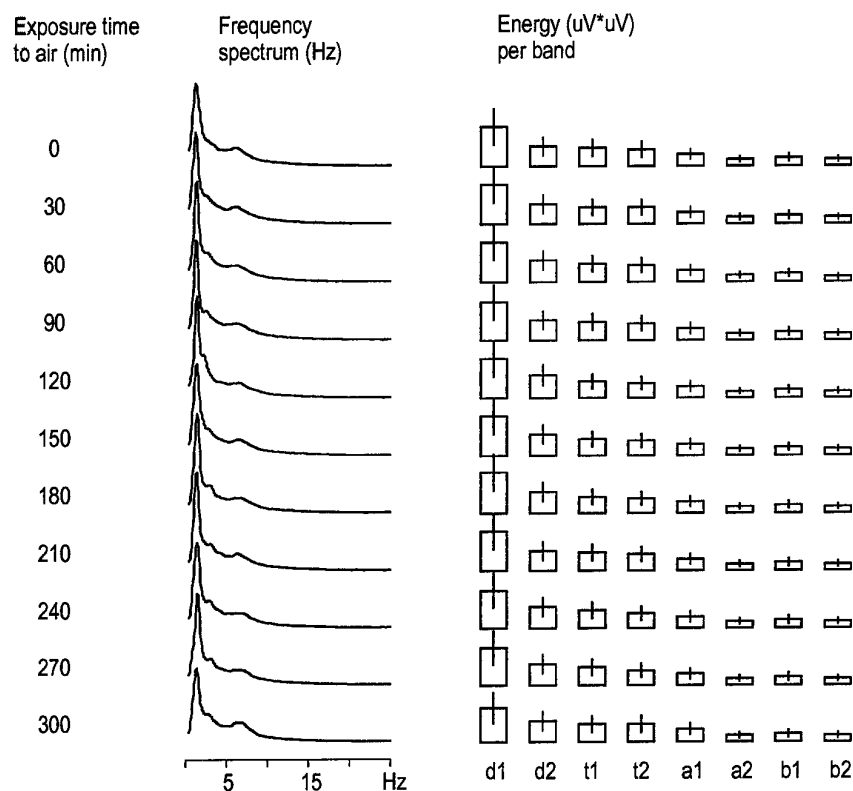 Exposure time
to air (min)
Frequency
spectrum (Hz)
Energy (uV*uV)
per band
0
30
60
90
120
150
180
210
240
270
300
5 15 Hz
d1 d2 t1 t2 a1 a2 b1 b2